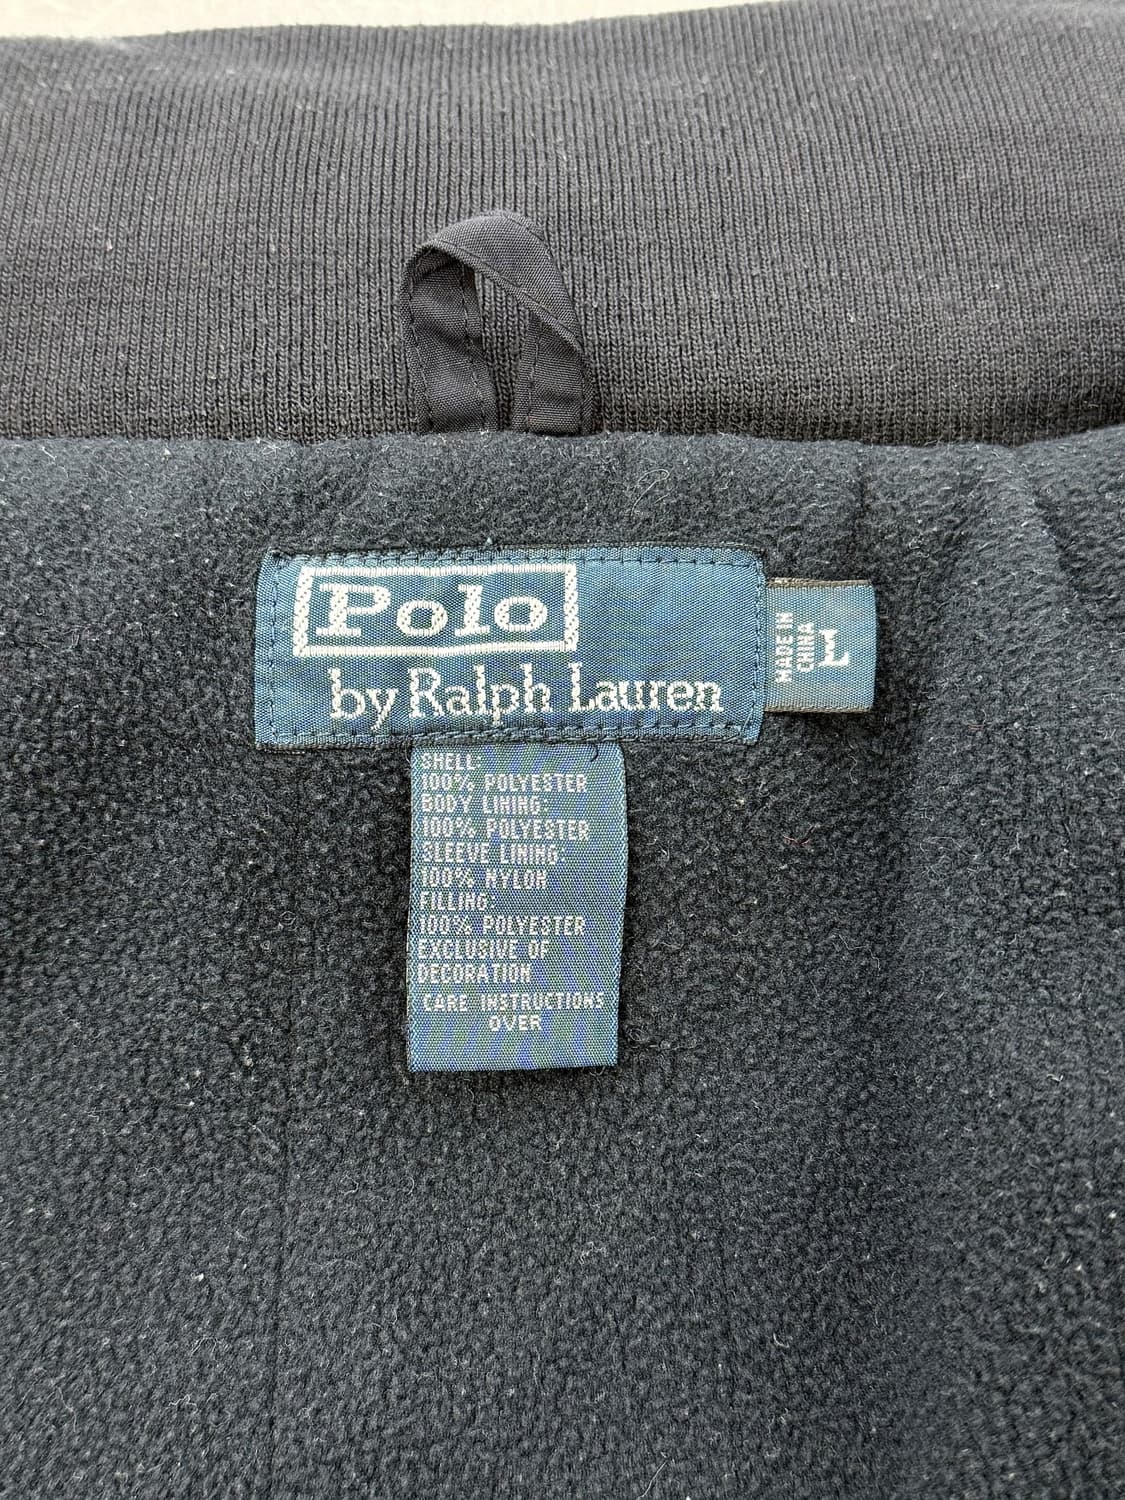 Polo
by Ralph Lauren
MADE IN
CHINA
L
SHELL:
100% POLYESTER
BODY LINING:
100% POLYESTER
SLEEVE LINING:
100% NYLON
FILLING:
100% POLYESTER
EXCLUSIVE OF
DECORATION
CARE INSTRUCTIONS
OVER